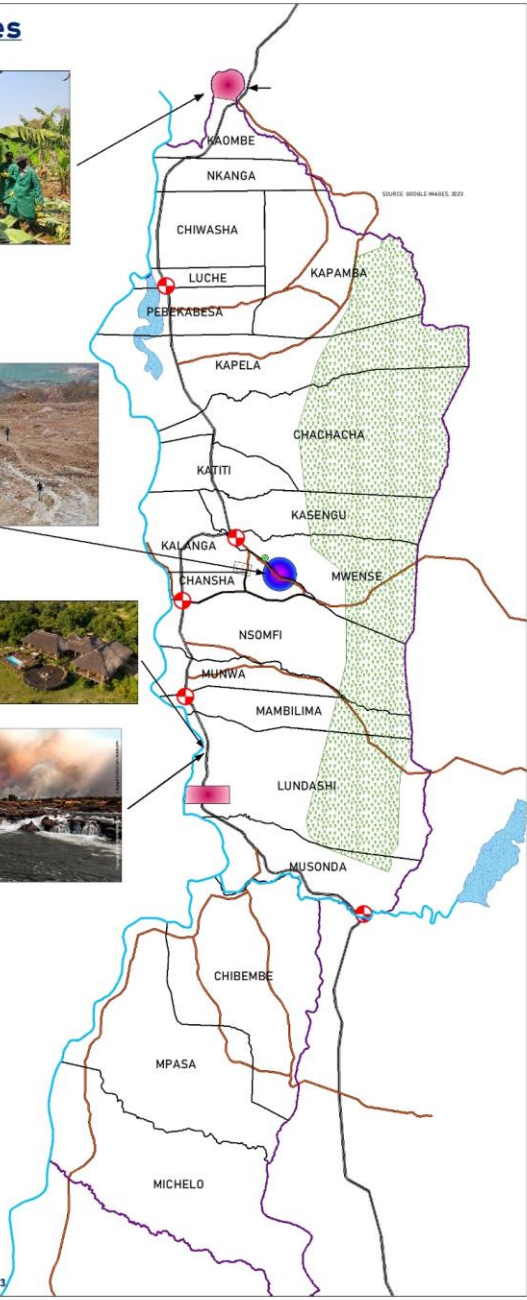 es
KAOMBE
NKANGA
SOURCE: GOOGLE IMAGES, 2023
CHIWASHA
LUCHE
KAPAMBA
PEBEKABESA
KAPELA
CHACHACHA
KATITI
KASENGU
KALANGA
CHANSHA
MWENSE
NSOMFI
MUNWA
MAMBILIMA
LUNDASHI
MUSONDA
CHIBEMBE
MPASA
MICHELO
3